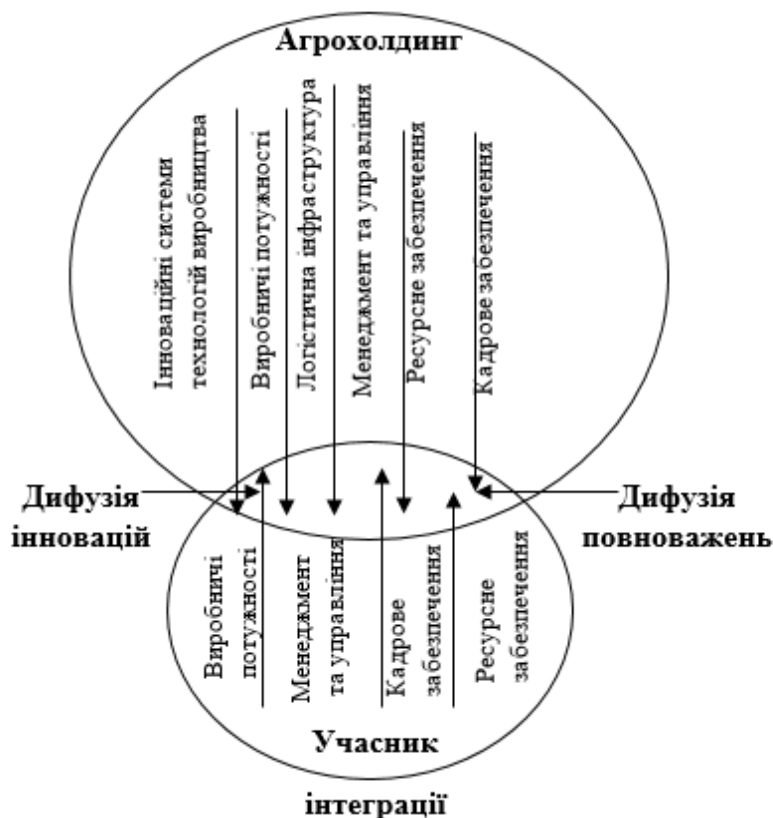 Агрохолдинг
Інноваційні системи
технологій виробництва
Виробничі потужності
Логістична інфраструктура
Менеджмент та управління
Ресурсне забезпечення
Кадрове забезпечення
Дифузія
інновацій
Дифузія
повноважень
Виробничі
потужності
Менеджмент
та управління
Кадрове
забезпечення
Ресурсне
забезпечення
Учасник
інтеграції